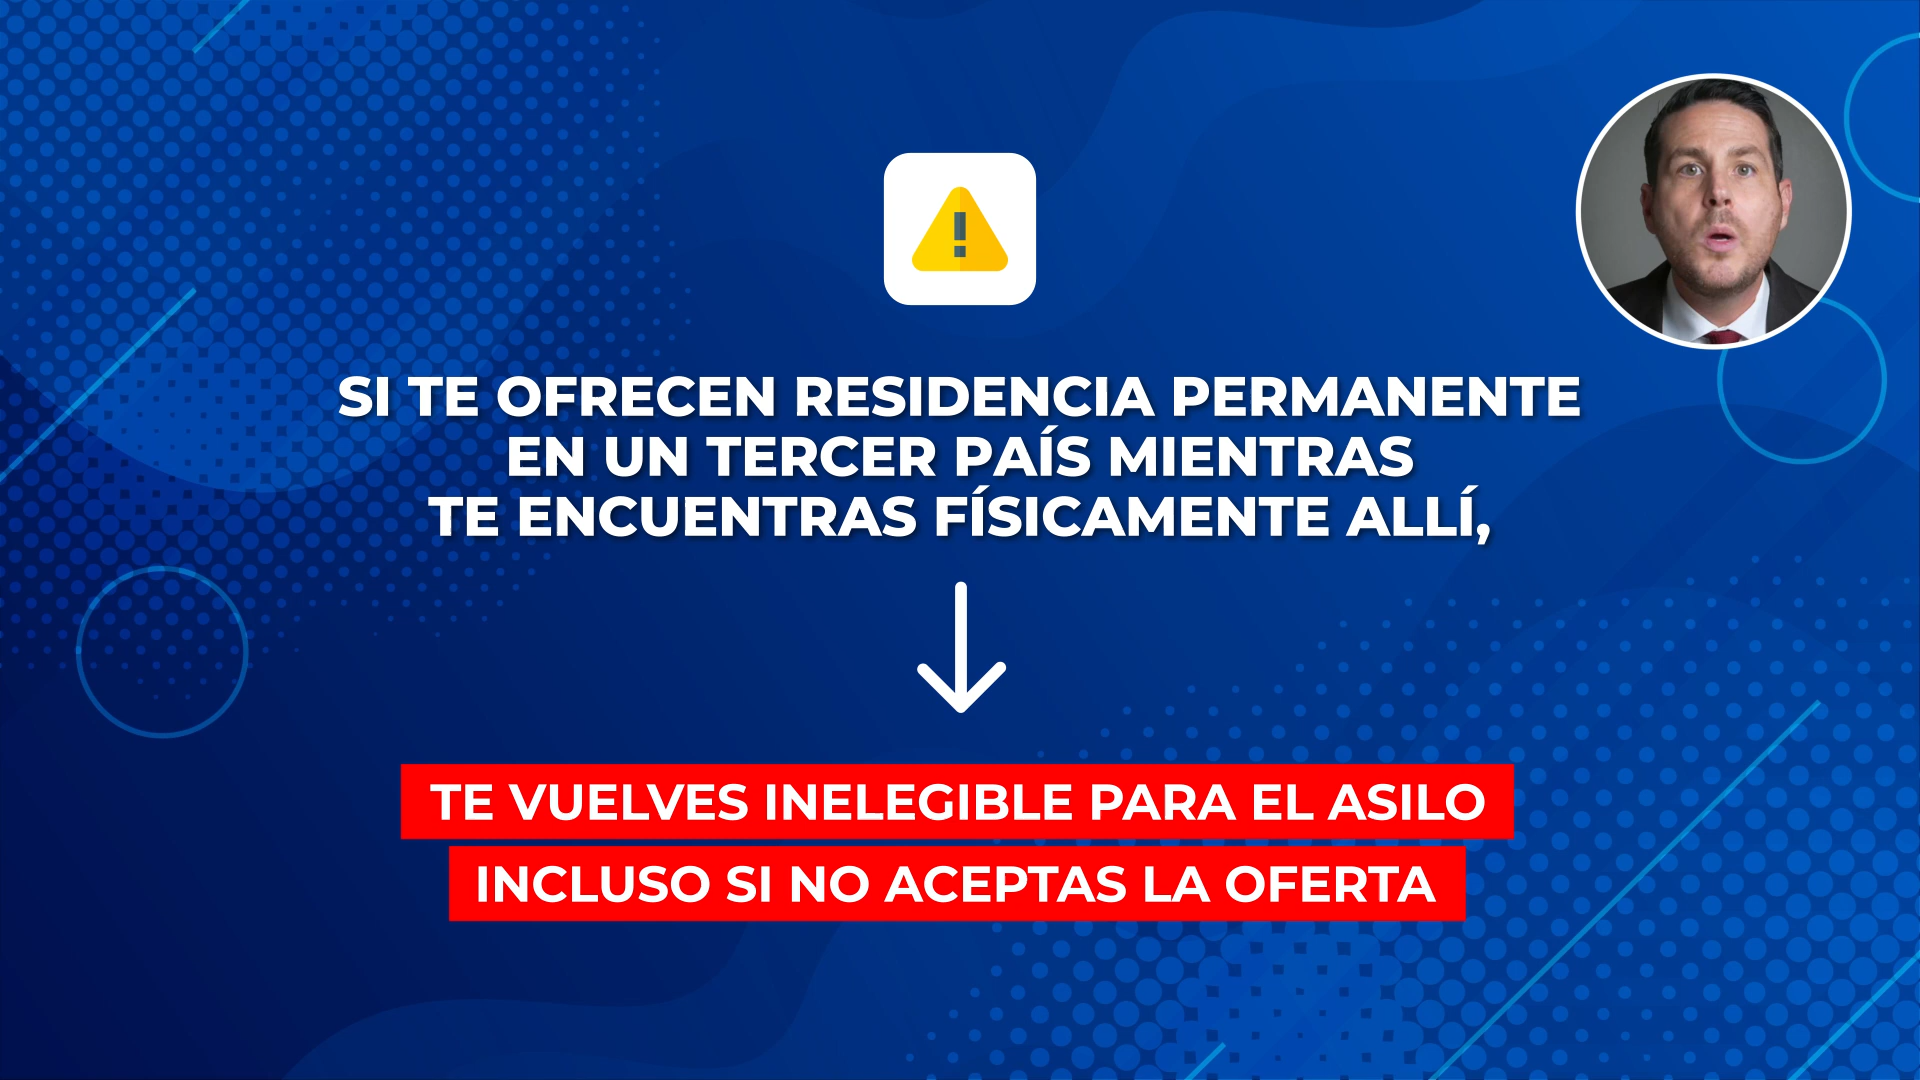 SI TE OFRECEN RESIDENCIA PERMANENTE
EN UN TERCER PAÍS MIENTRAS
TE ENCUENTRAS FÍSICAMENTE ALLÍ,
TE VUELVES INELEGIBLE PARA EL ASILO
INCLUSO SI NO ACEPTAS LA OFERTA